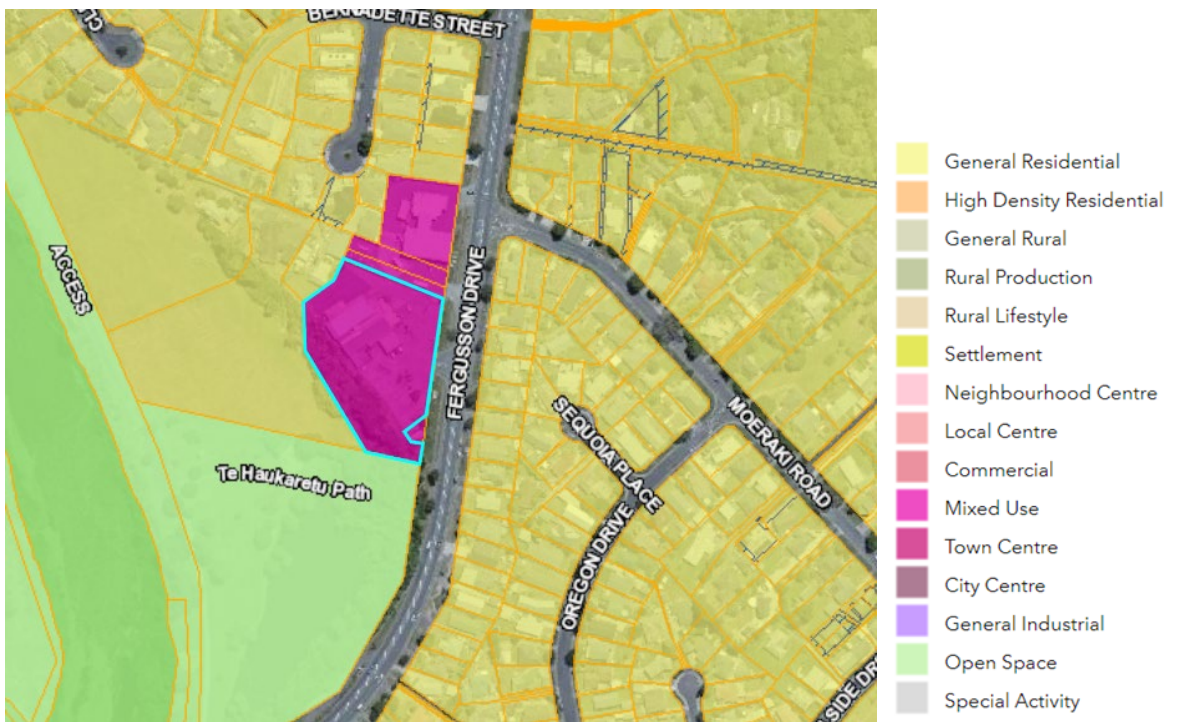 BERNADETTE STREET
ACCESS
FERGUSSON DRIVE
MOERAKI ROAD
SEQUOIA PLACE
OREGON DRIVE
Te Haukaretu Path
SIDE DR
General Residential
High Density Residential
General Rural
Rural Production
Rural Lifestyle
Settlement
Neighbourhood Centre
Local Centre
Commercial
Mixed Use
Town Centre
City Centre
General Industrial
Open Space
Special Activity